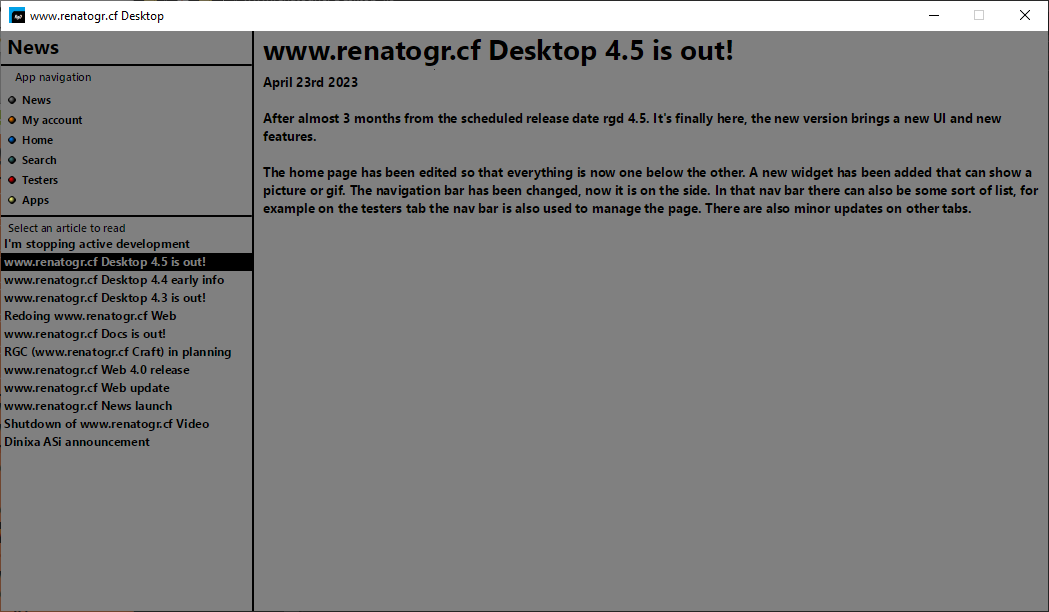 www.renatogr.cf Desktop
News
App navigation
News
My account
Home
Search
Testers
Apps
Select an article to read
I'm stopping active development
www.renatogr.cf Desktop 4.5 is out!
www.renatogr.cf Desktop 4.4 early info
www.renatogr.cf Desktop 4.3 is out!
Redoing www.renatogr.cf Web
www.renatogr.cf Docs is out!
RGC (www.renatogr.cf Craft) in planning
www.renatogr.cf Web 4.0 release
www.renatogr.cf Web update
www.renatogr.cf News launch
Shutdown of www.renatogr.cf Video
Dinixa ASi announcement
www.renatogr.cf Desktop 4.5 is out!
April 23rd 2023
After almost 3 months from the scheduled release date rgd 4.5. It's finally here, the new version brings a new UI and new
features.
The home page has been edited so that everything is now one below the other. A new widget has been added that can show a
picture or gif. The navigation bar has been changed, now it is on the side. In that nav bar there can also be some sort of list, for
example on the testers tab the nav bar is also used to manage the page. There are also minor updates on other tabs.